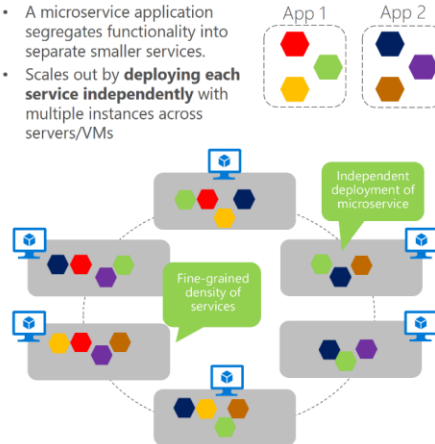 • A microservice application
segregates functionality into
separate smaller services.
• Scales out by deploying each
service independently with
multiple instances across
servers/VMs
App 1
App 2
Independent
deployment of
microservice
Fine-grained
density of
services